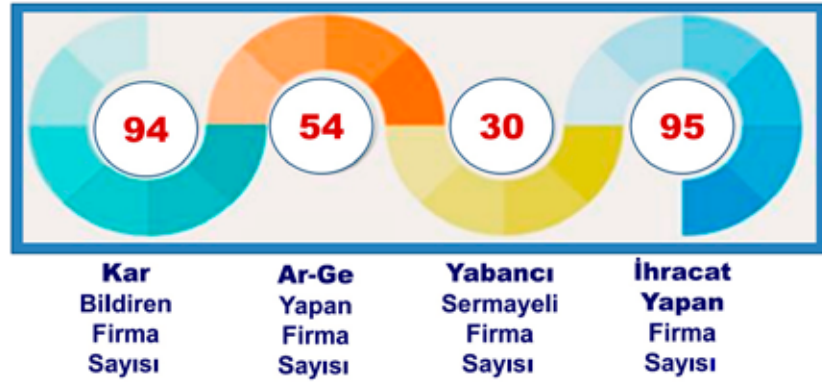 94
54
30
95
Kar
Bildiren
Firma
Sayısı
Ar-Ge
Yapan
Firma
Sayısı
Yabancı
Sermayeli
Firma
Sayısı
İhracat
Yapan
Firma
Sayısı